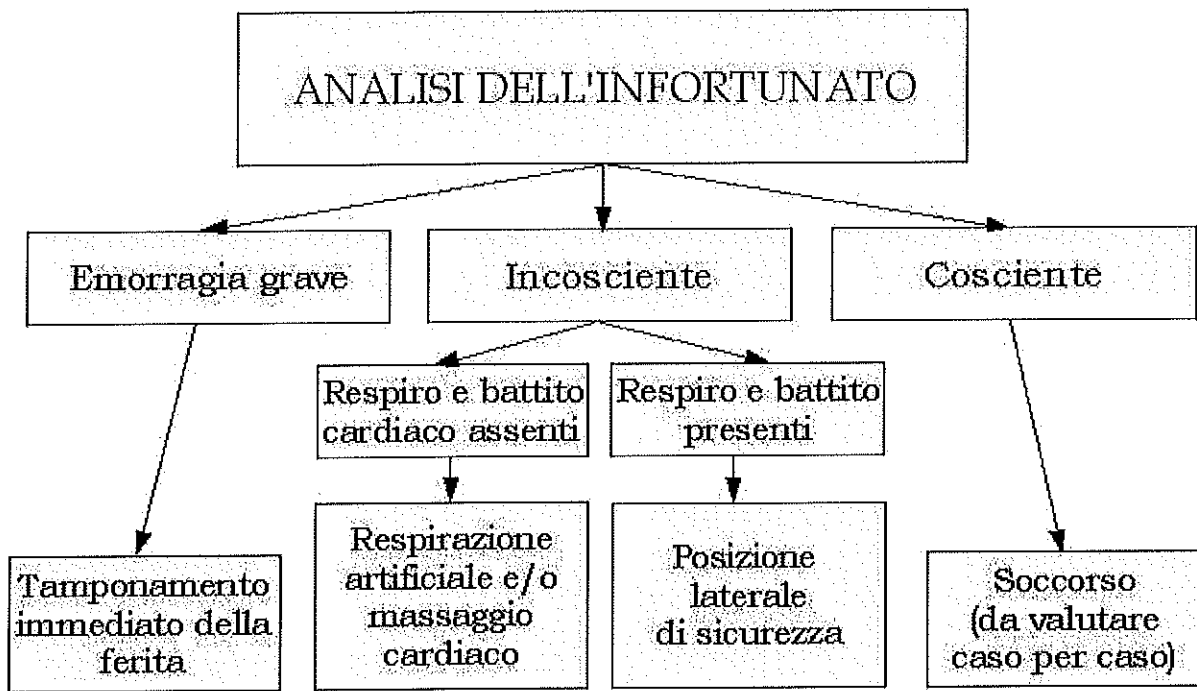 ANALISI DELL'INFORTUNATO
Emorragia grave
Incosciente
Cosciente
Respiro e battito
cardiaco assenti
Respiro e battito
presenti
Tamponamento
immediato della
ferita
Respirazione
artificiale e/o
massaggio
cardiaco
Posizione
laterale
di sicurezza
Soccorso
(da valutare
caso per caso)